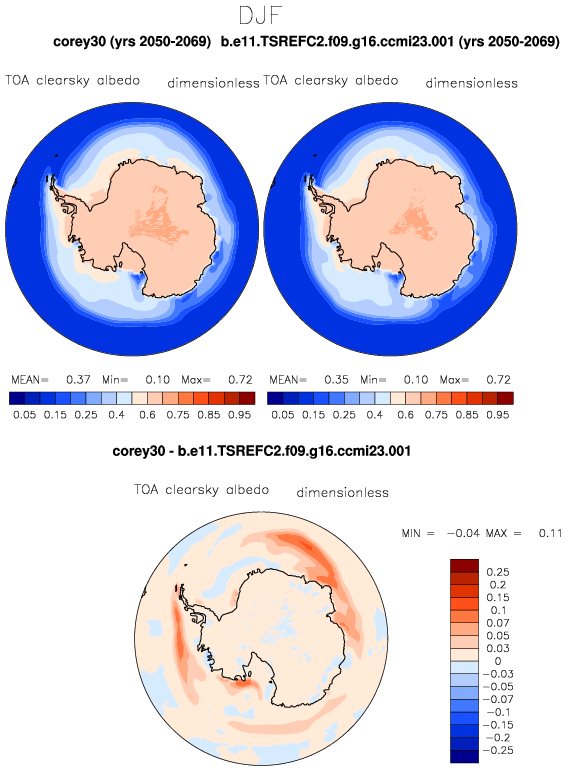 DJF
corey30 (yrs 2050-2069) b.e11.TSREFC2.f09.g16.ccmi23.001 (yrs 2050-2069)
TOA clearsky albedo dimensionless TOA clearsky albedo dimensionless
MEAN= 0.37 Min= 0.10 Max= 0.72 MEAN= 0.35 Min= 0.10 Max= 0.72
0.05 0.15 0.25 0.4 0.6 0.75 0.85 0.95 0.05 0.15 0.25 0.4 0.6 0.75 0.85 0.95
corey30 - b.e11.TSREFC2.f09.g16.ccmi23.001
TOA clearsky albedo dimensionless
MIN = -0.04 MAX = 0.11
0.25
0.2
0.15
0.1
0.07
0.05
0.03
0
-0.03
-0.05
-0.07
-0.1
-0.15
-0.2
-0.25